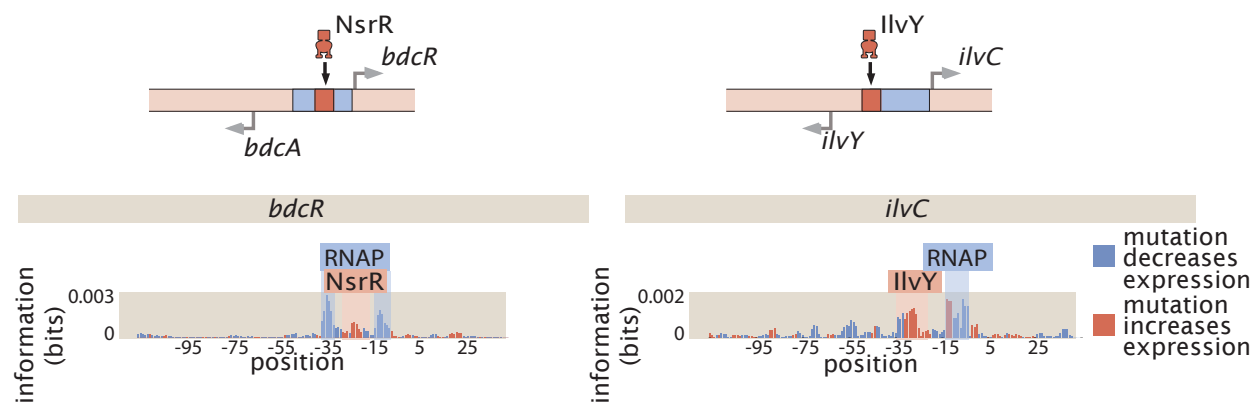 NsrR
bdcR
bdcA
IlvY
ilvC
ilvY
bdcR
RNAP
NsrR
information
(bits)
0.003
0
-95 -75 -55 -35 -15 5 25
position
ilvC
RNAP
IlvY
information
(bits)
0.002
0
-95 -75 -55 -35 -15 5 25
position
mutation
decreases
expression
mutation
increases
expression